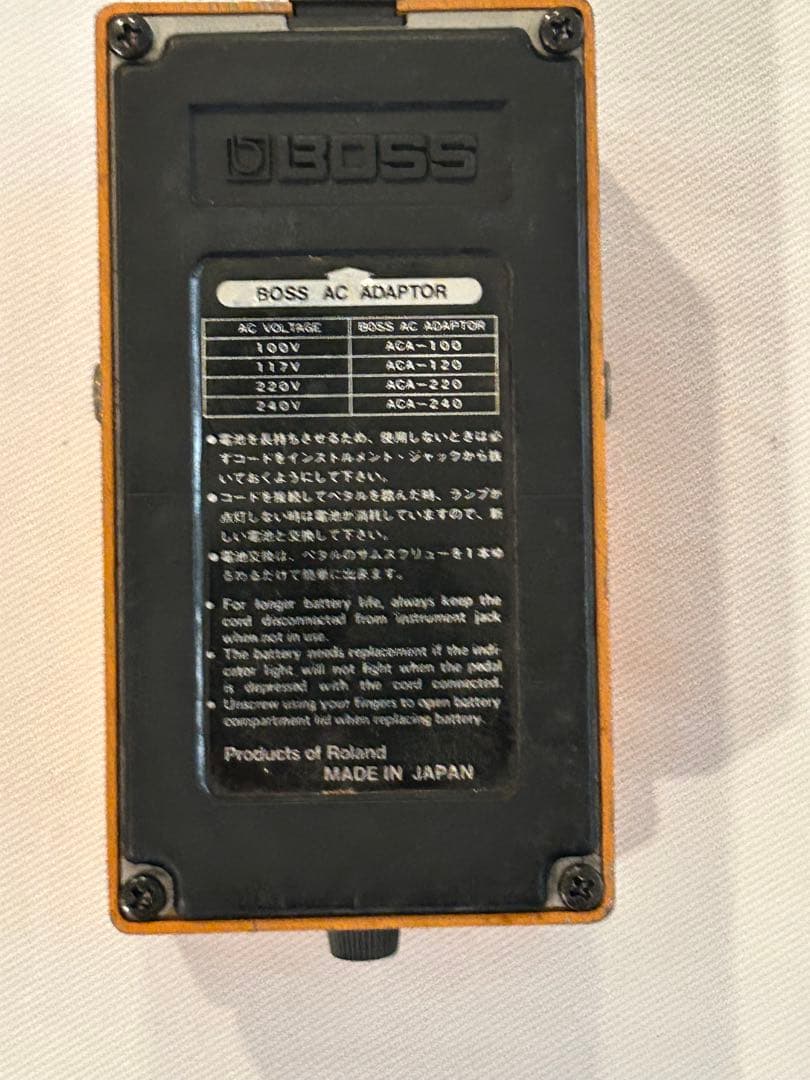 BOSS
BOSS AC ADAPTOR
AC VOLTAGE BOSS AC ADAPTOR
100V ACA-100
117V ACA-120
220V ACA-220
240V ACA-240
●電池を長持ちさせるため、使用しないときは必
ずコードをインストルメント・ジャックから抜
いておくようにして下さい。
●コードを接続してペダルを踏んだ時、ランプが
点灯しない時は電池が消耗していますので、新
しい電池と交換して下さい。
●電池交換は、ペダルのサムスクリューを1本ゆ
るめるだけで簡単に出来ます。
● For longer battery life, always keep the
cord disconnected from instrument jack
when not in use.
● The battery needs replacement if the indi-
cator light will not light when the pedal
is depressed with the cord connected.
● Unscrew using your fingers to open battery
compartment lid when replacing battery.
Products of Roland
MADE IN JAPAN